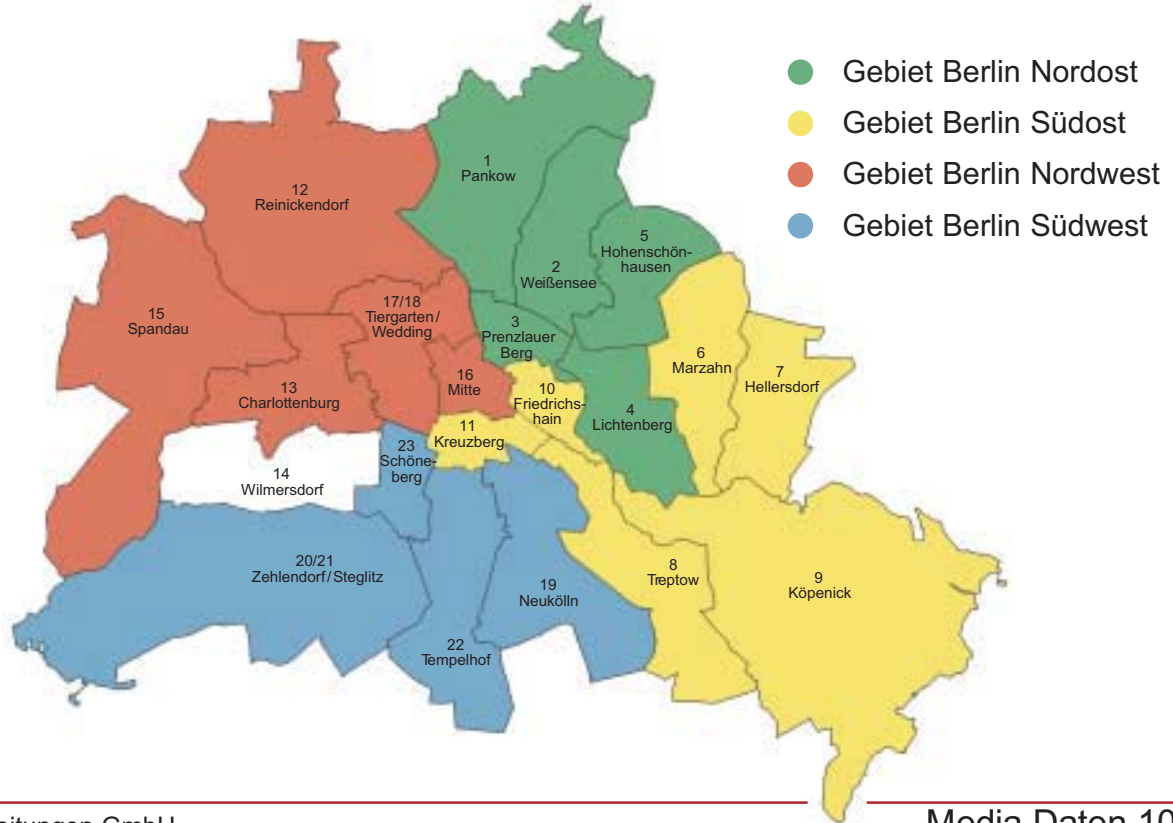 Gebiet Berlin Nordost
Gebiet Berlin Südost
Gebiet Berlin Nordwest
Gebiet Berlin Südwest
1
Pankow
12
Reinickendorf
5
Hohenschön-
hausen
2
Weißensee
15
Spandau
17/18
Tiergarten/
Wedding
3
Prenzlauer
Berg
6
Marzahn
7
Hellersdorf
13
Charlottenburg
16
Mitte
10
Friedrichs-
hain
4
Lichtenberg
11
Kreuzberg
23
Schöne-
berg
14
Wilmersdorf
20/21
Zehlendorf/Steglitz
19
Neukölln
8
Treptow
9
Köpenick
22
Tempelhof
eitungen GmbH
Media Daten 10